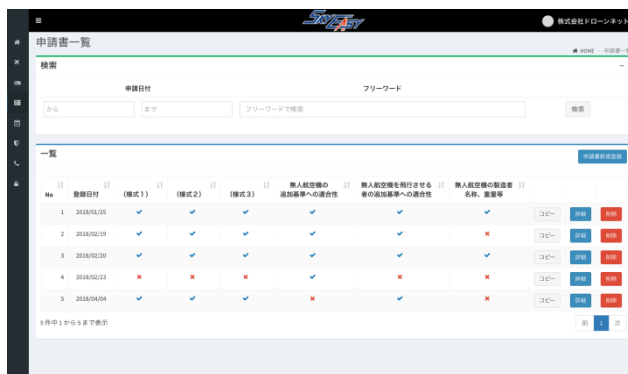 SKYEASY
株式会社ドローンネット
申請書一覧
HOME > 申請書一
検索
申請日付 フリーワード
から まで フリーワードで検索 検索
一覧
申請書新規登録
No 登録日付 (様式1) (様式2) (様式3) 無人航空機の 無人航空機を飛行させる 無人航空機の製造者
追加基準への適合性 者の追加基準への適合性 名称、重量等
1 2018/01/25 ✔ ✔ ✔ ✔ ✔ ✔ コピー 詳細 削除
2 2018/02/19 ✔ ✔ ✔ ✔ ✔ ✖ コピー 詳細 削除
3 2018/02/20 ✔ ✔ ✔ ✔ ✔ ✔ コピー 詳細 削除
4 2018/02/23 ✖ ✖ ✖ ✔ ✖ ✖ コピー 詳細 削除
5 2018/04/04 ✔ ✔ ✔ ✖ ✔ ✖ コピー 詳細 削除
5件中1から5まで表示
前 1 次